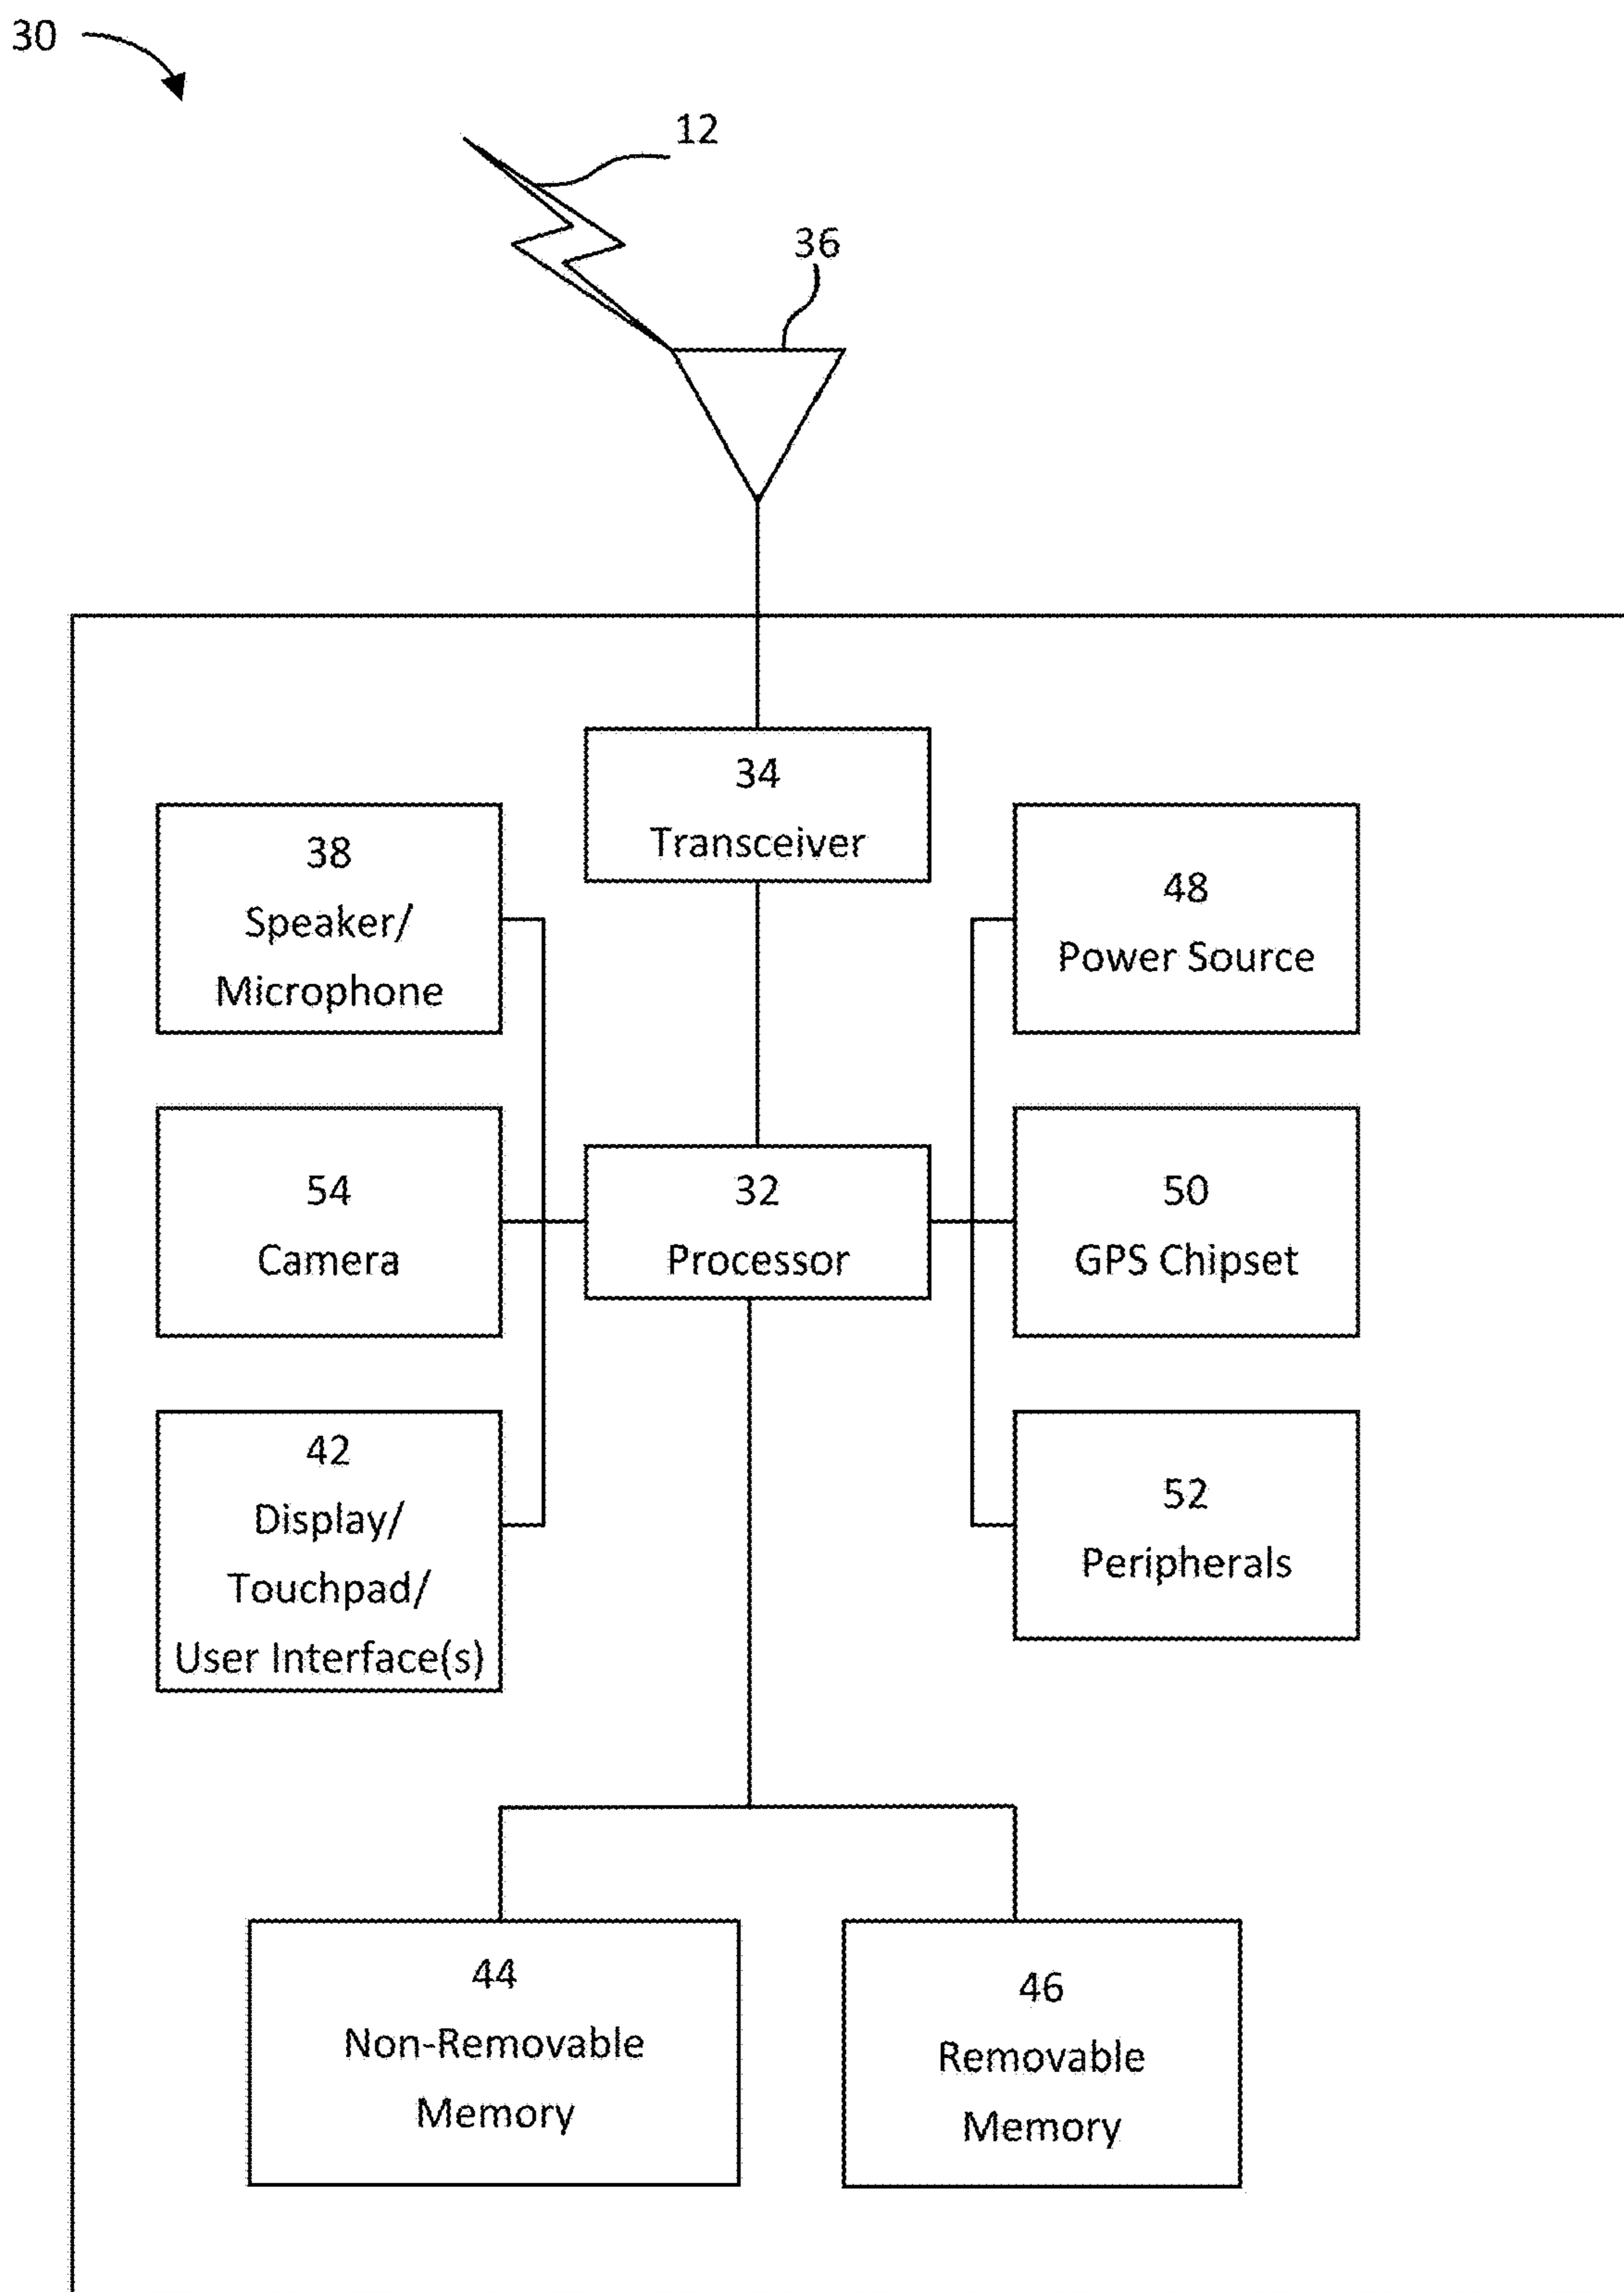 30
12
36
34
Transceiver
38
Speaker/
Microphone
48
Power Source
54
Camera
32
Processor
50
GPS Chipset
42
Display/
Touchpad/
User Interface(s)
52
Peripherals
44
Non-Removable
Memory
46
Removable
Memory